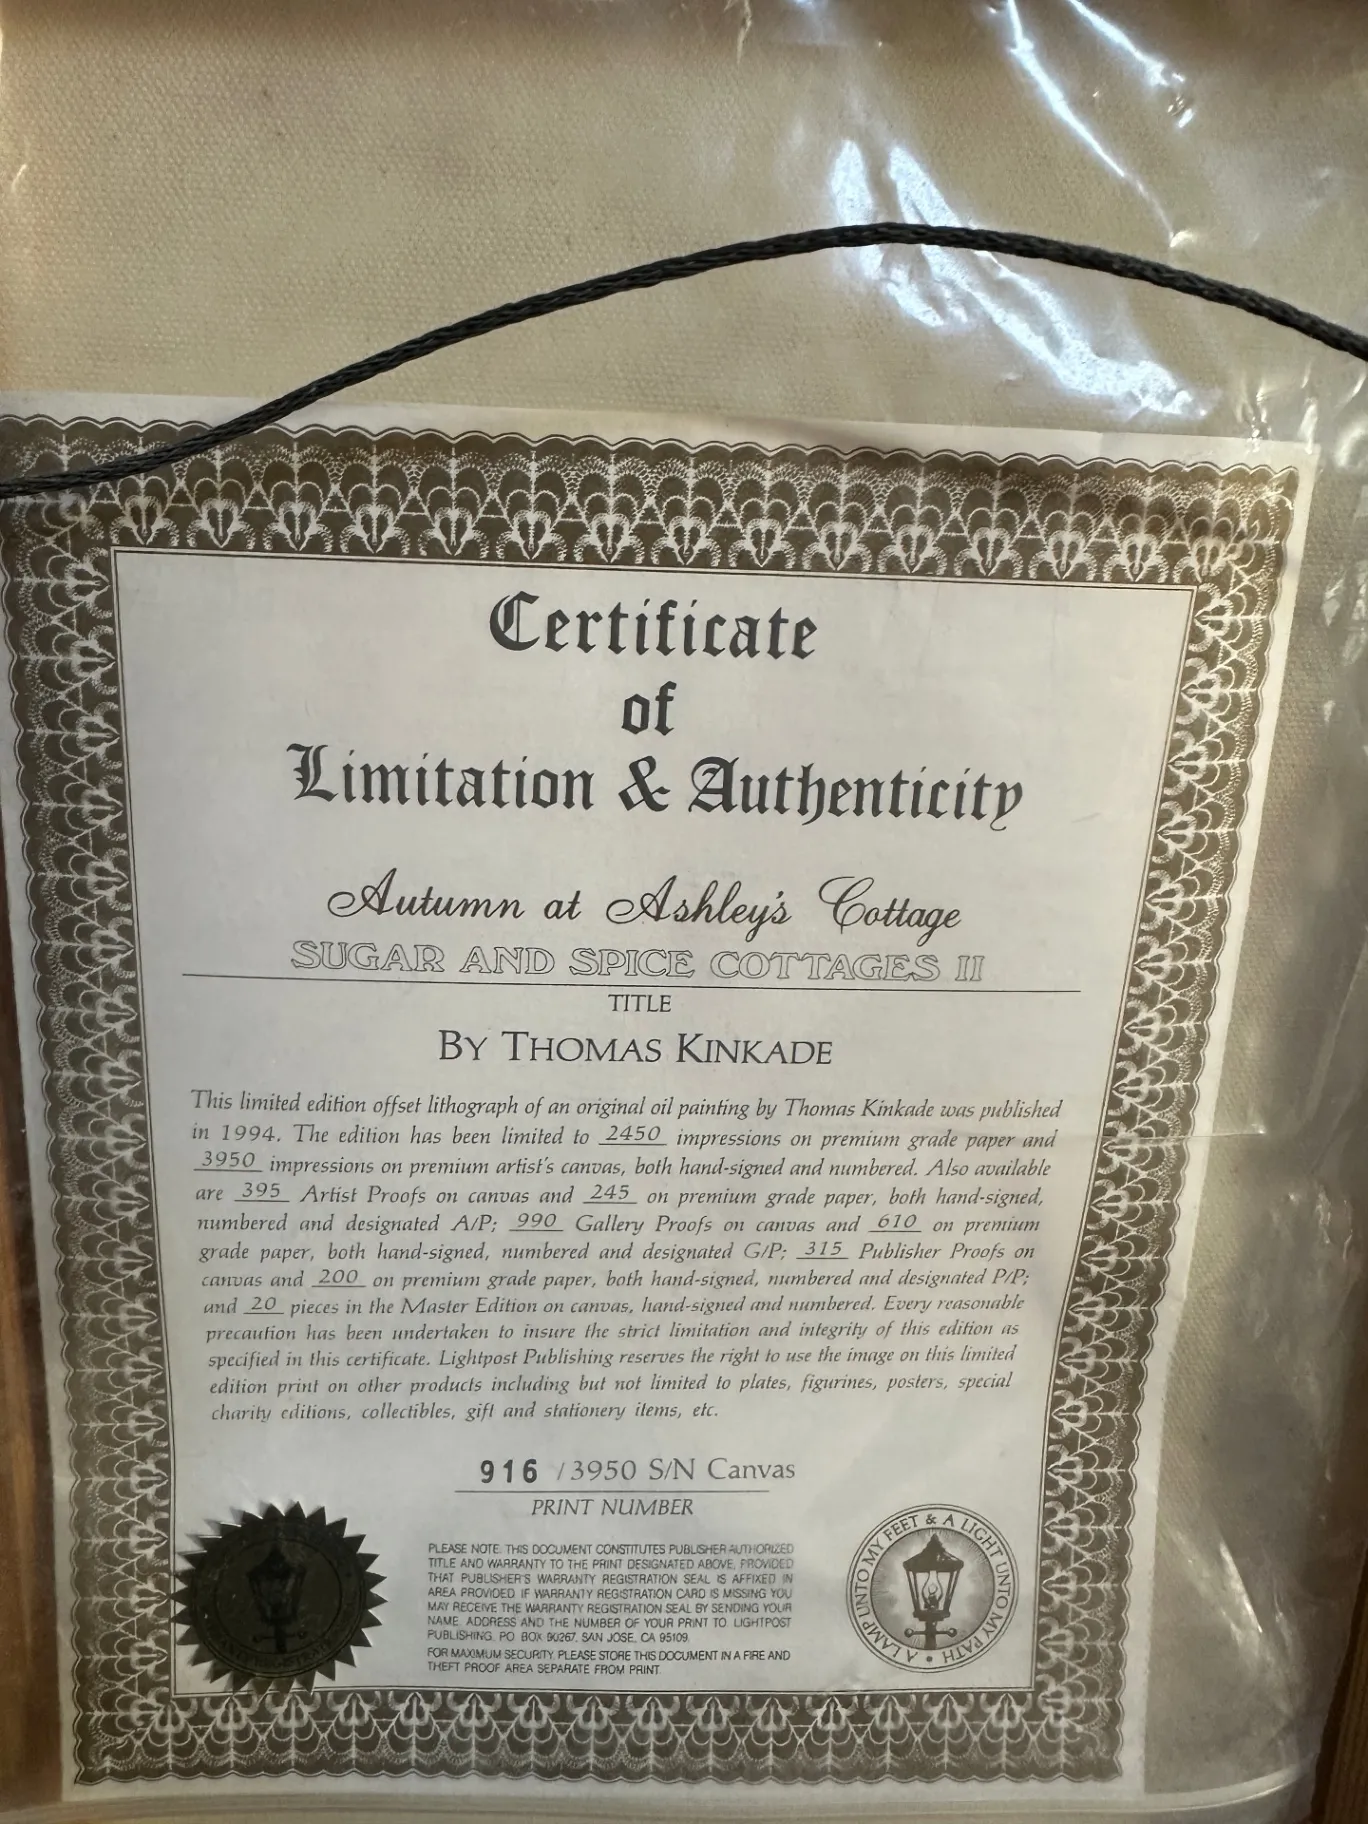 Certificate
of
Limitation & Authenticity
Autumn at Ashley's Cottage
SUGAR AND SPICE COTTAGES II
TITLE
BY THOMAS KINKADE
This limited edition offset lithograph of an original oil painting by Thomas Kinkade was published
in 1994. The edition has been limited to 2450 impressions on premium grade paper and
3950 impressions on premium artist's canvas, both hand-signed and numbered. Also available
are 395 Artist Proofs on canvas and 245 on premium grade paper, both hand-signed,
numbered and designated A/P; 990 Gallery Proofs on canvas and 610 on premium
grade paper, both hand-signed, numbered and designated G/P; 315 Publisher Proofs on
canvas and 200 on premium grade paper, both hand-signed, numbered and designated P/P;
and 20 pieces in the Master Edition on canvas, hand-signed and numbered. Every reasonable
precaution has been undertaken to insure the strict limitation and integrity of this edition as
specified in this certificate. Lightpost Publishing reserves the right to use the image on this limited
edition print on other products including but not limited to plates, figurines, posters, special
charity editions, collectibles, gift and stationery items, etc.
916 /3950 S/N Canvas
PRINT NUMBER
PLEASE NOTE: THIS DOCUMENT CONSTITUTES PUBLISHER AUTHORIZED
TITLE AND WARRANTY TO THE PRINT DESIGNATED ABOVE, PROVIDED
THAT PUBLISHER'S WARRANTY REGISTRATION SEAL IS AFFIXED IN
AREA PROVIDED. IF WARRANTY REGISTRATION CARD IS MISSING YOU
MAY RECEIVE THE WARRANTY REGISTRATION SEAL BY SENDING YOUR
NAME, ADDRESS AND THE NUMBER OF YOUR PRINT TO: LIGHTPOST
PUBLISHING, PO BOX 90267, SAN JOSE, CA 95109.
FOR MAXIMUM SECURITY, PLEASE STORE THIS DOCUMENT IN A FIRE AND
THEFT PROOF AREA SEPARATE FROM PRINT.
A LAMP UNTO MY FEET & A LIGHT UNTO MY PATH •